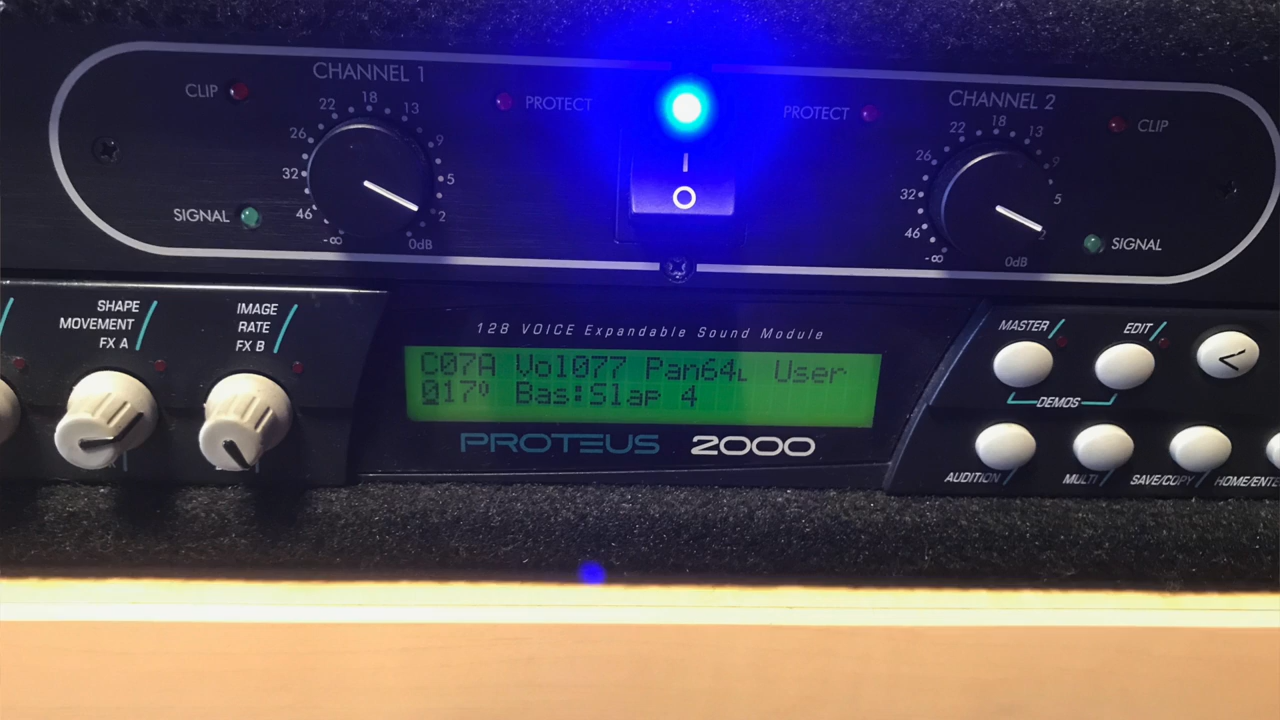 CHANNEL 1
CLIP
PROTECT
22 18 13
26 9
32 5
46 2
-∞ 0dB
SIGNAL
I
O
CHANNEL 2
PROTECT
CLIP
22 18 13
26 9
32 5
46 2
-∞ 0dB
SIGNAL
SHAPE
MOVEMENT
FX A
IMAGE
RATE
FX B
128 VOICE Expandable Sound Module
C07A Vol077 Pan64L User
017⁰ Bas:Slap 4
PROTEUS 2000
MASTER
EDIT
<
DEMOS
AUDITION
MULTI
SAVE/COPY
HOME/ENTE